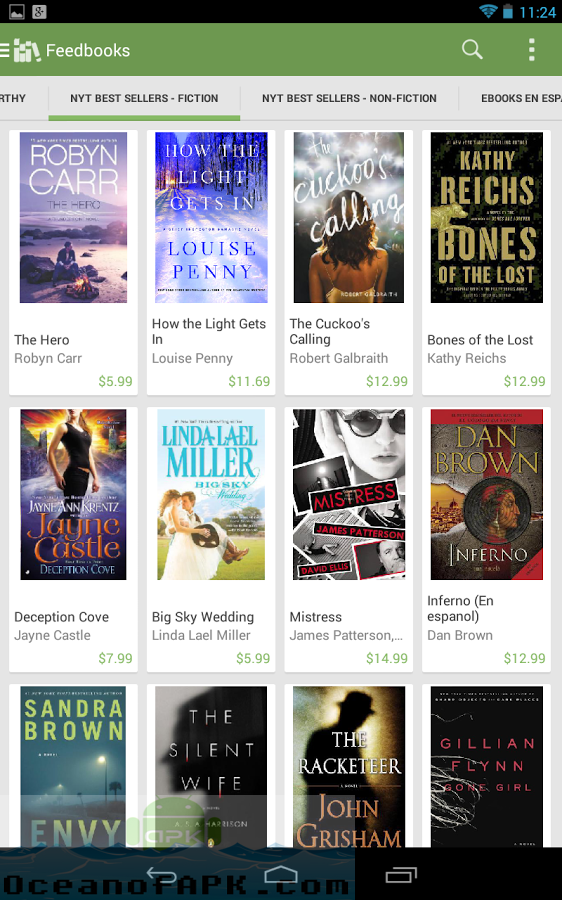 11:24
Feedbooks
RTHY
NYT BEST SELLERS - FICTION
NYT BEST SELLERS - NON-FICTION
EBOOKS EN ESP
ROBYN
CARR
THE HERO
HOW THE
LIGHT
GETS IN
LOUISE
PENNY
the
cuckoo's
calling
ROBERT GALBRAITH
KATHY
REICHS
BONES
OF THE LOST
The Hero
Robyn Carr
$5.99
How the Light Gets
In
Louise Penny
$11.69
The Cuckoo's
Calling
Robert Galbraith
$12.99
Bones of the Lost
Kathy Reichs
$12.99
JAYNE ANN KRENTZ
Jayne
Castle
DECEPTION COVE
LINDA LAEL
MILLER
BIG SKY
Wedding
MISTRESS
JAMES PATTERSON
DAVID ELLIS
DAN
BROWN
INFERNO
Deception Cove
Jayne Castle
$7.99
Big Sky Wedding
Linda Lael Miller
$5.99
Mistress
James Patterson,...
$14.99
Inferno (En
espanol)
Dan Brown
$12.99
SANDRA
BROWN
A NOVEL
ENVY
THE
SILENT
WIFE
A. S. A. HARRISON
THE
RACKETEER
A NOVEL
JOHN
GRISHAM
GILLIAN
FLYNN
GONE GIRL
A NOVEL
apk
OceanofAPK.com